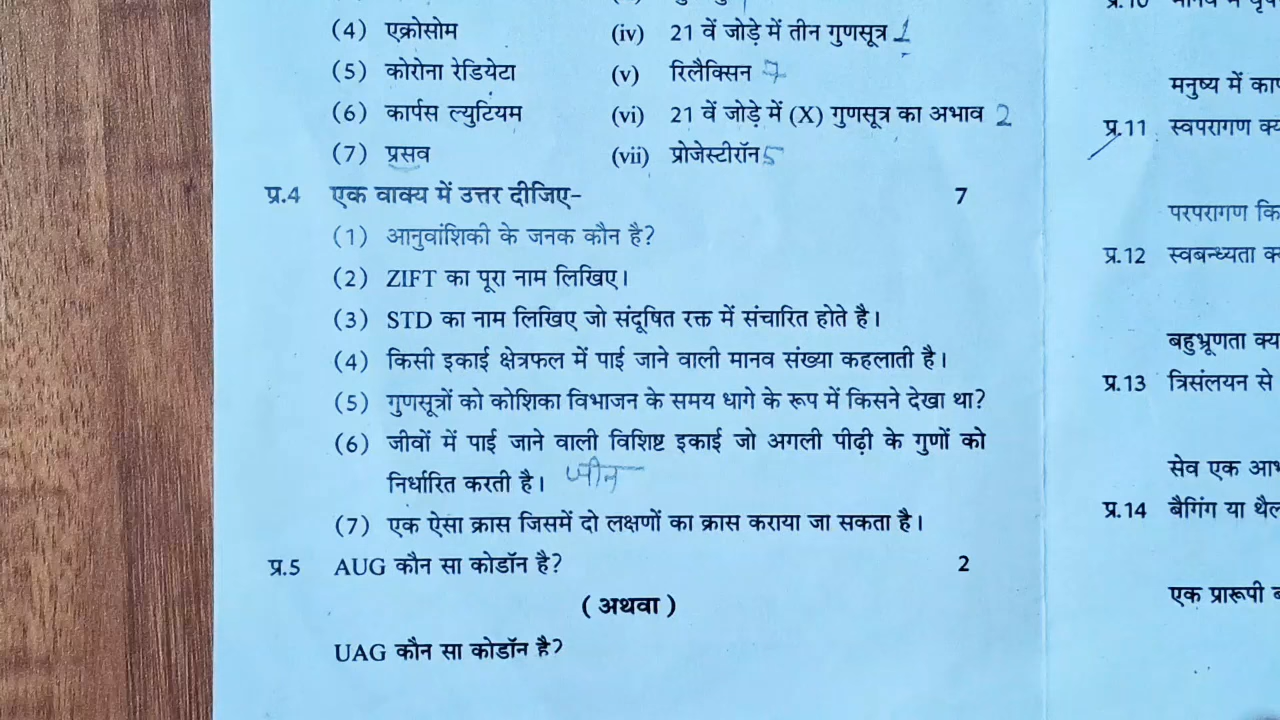 (4) एक्रोसोम (iv) 21 वें जोड़े में तीन गुणसूत्र 1
(5) कोरोना रेडियेटा (v) रिलैक्सिन 7
(6) कार्पस ल्युटियम (vi) 21 वें जोड़े में (X) गुणसूत्र का अभाव 2
(7) प्रसव (vii) प्रोजेस्टीरॉन 5
प्र.4 एक वाक्य में उत्तर दीजिए- 7
(1) आनुवांशिकी के जनक कौन है?
(2) ZIFT का पूरा नाम लिखिए।
(3) STD का नाम लिखिए जो संदूषित रक्त में संचारित होते है।
(4) किसी इकाई क्षेत्रफल में पाई जाने वाली मानव संख्या कहलाती है।
(5) गुणसूत्रों को कोशिका विभाजन के समय धागे के रूप में किसने देखा था?
(6) जीवों में पाई जाने वाली विशिष्ट इकाई जो अगली पीढ़ी के गुणों को
निर्धारित करती है। जीन
(7) एक ऐसा क्रास जिसमें दो लक्षणों का क्रास कराया जा सकता है।
प्र.5 AUG कौन सा कोडॉन है? 2
(अथवा)
UAG कौन सा कोडॉन है?
मनुष्य में
प्र.11 स्वपरागण
परपरागण
प्र.12 स्वबन्ध्यता
बहुभ्रूणता
प्र.13 त्रिसंलयन से
सेव एक
प्र.14 बैगिंग या
एक प्रारूपी